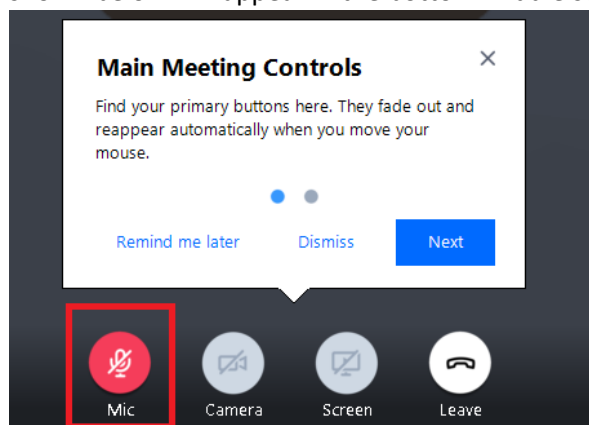 Main Meeting Controls
Find your primary buttons here. They fade out and
reappear automatically when you move your
mouse.
Remind me later Dismiss Next
Mic Camera Screen Leave